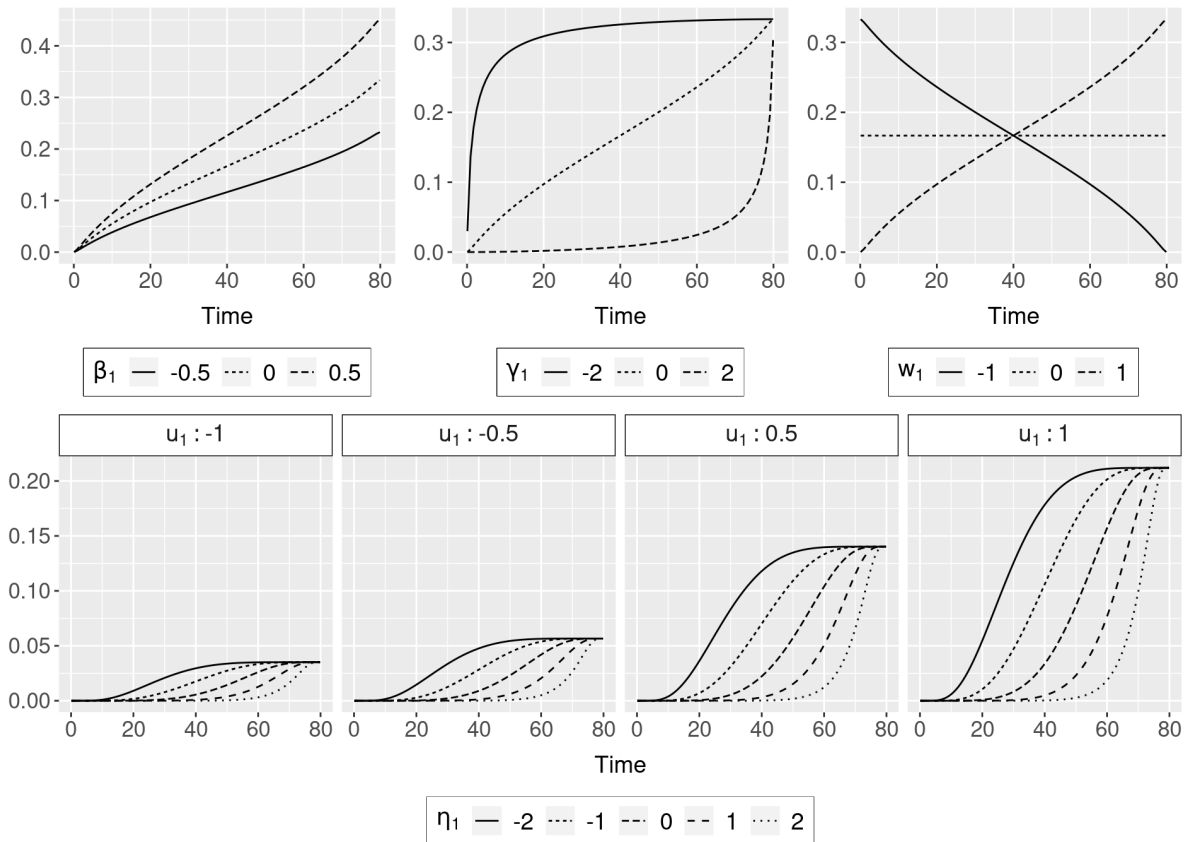 0.4 0.3 0.2 0.1 0.0
0 20 40 60 80
Time
β₁ -0.5 0 0.5
0.3 0.2 0.1 0.0
0 20 40 60 80
Time
γ₁ -2 0 2
0.3 0.2 0.1 0.0
0 20 40 60 80
Time
w₁ -1 0 1
u₁ : -1 u₁ : -0.5 u₁ : 0.5 u₁ : 1
0.20
0.15
0.10
0.05
0.00
0 20 40 60 80 0 20 40 60 80 0 20 40 60 80 0 20 40 60 80
Time
η₁ -2 -1 0 1 2